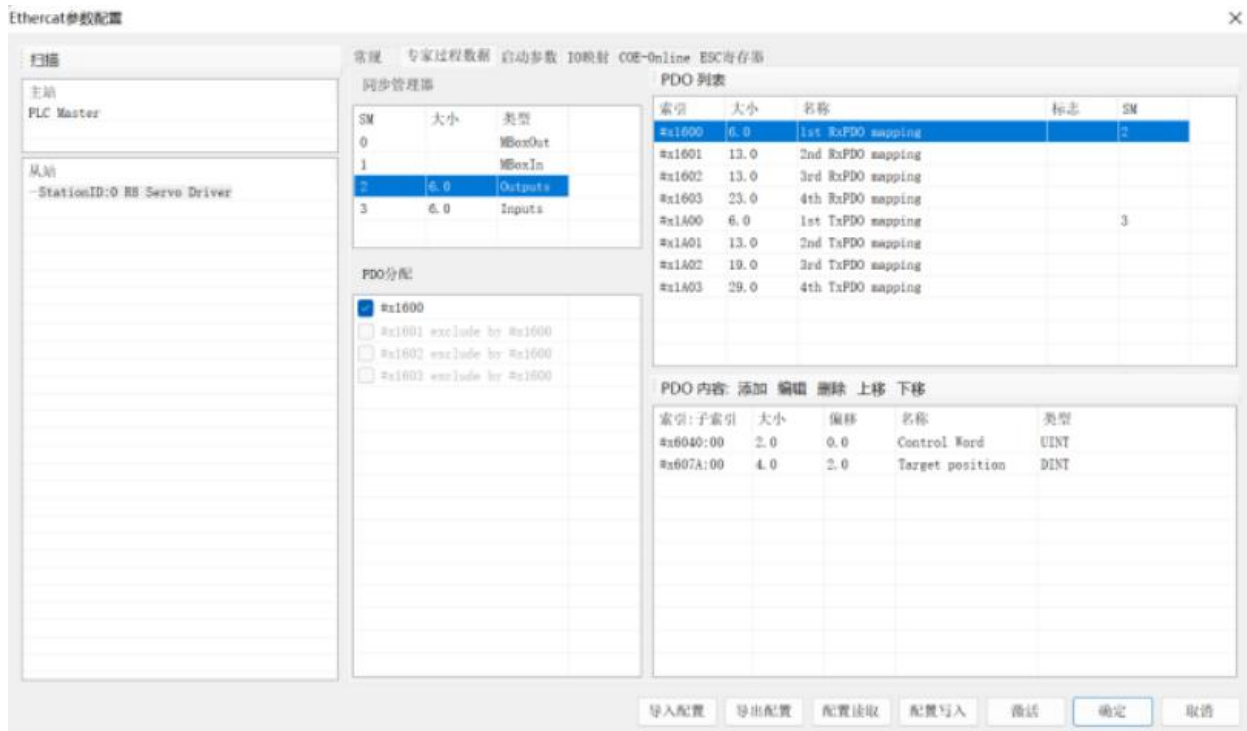 Ethercat参数配置
扫描
主站
PLC Master
从站
-StationID:0 R8 Servo Driver
常规 专家过程数据 启动参数 IO映射 COE-Online ESC寄存器
同步管理器
SM 大小 类型
0 MBoxOut
1 MBoxIn
2 6.0 Outputs
3 6.0 Inputs
PDO分配
#x1600
#x1601 exclude by #x1600
#x1602 exclude by #x1600
#x1603 exclude by #x1600
PDO 列表
索引 大小 名称 标志 SM
#x1600 6.0 1st RxPDO mapping 2
#x1601 13.0 2nd RxPDO mapping
#x1602 13.0 3rd RxPDO mapping
#x1603 23.0 4th RxPDO mapping
#x1A00 6.0 1st TxPDO mapping 3
#x1A01 13.0 2nd TxPDO mapping
#x1A02 19.0 3rd TxPDO mapping
#x1A03 29.0 4th TxPDO mapping
PDO 内容: 添加 编辑 删除 上移 下移
索引:子索引 大小 偏移 名称 类型
#x6040:00 2.0 0.0 Control Word UINT
#x607A:00 4.0 2.0 Target position DINT
导入配置 导出配置 配置读取 配置写入 激活 确定 取消